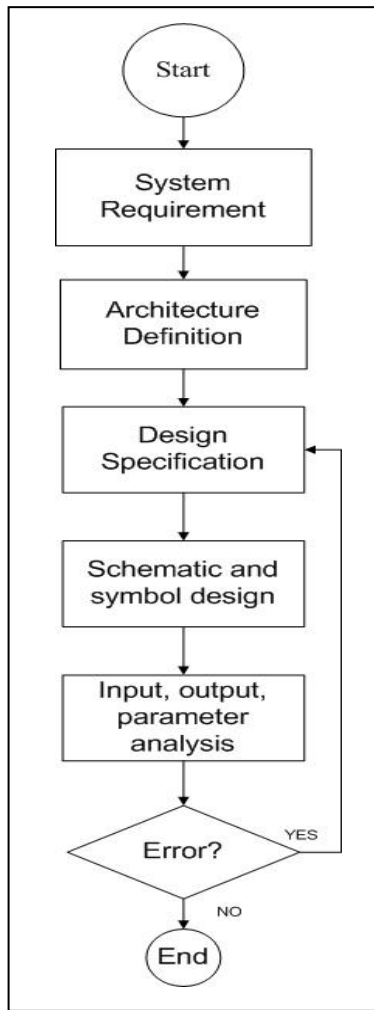 Start
System
Requirement
Architecture
Definition
Design
Specification
Schematic and
symbol design
Input, output,
parameter
analysis
Error?
YES
NO
End